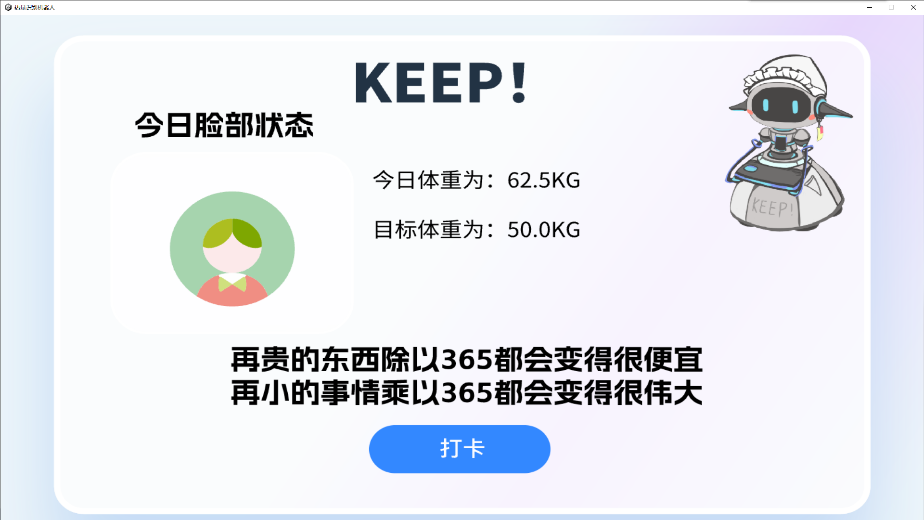 KEEP!
今日脸部状态
今日体重为：62.5KG
目标体重为：50.0KG
KEEP!
再贵的东西除以365都会变得很便宜
再小的事情乘以365都会变得很伟大
打卡